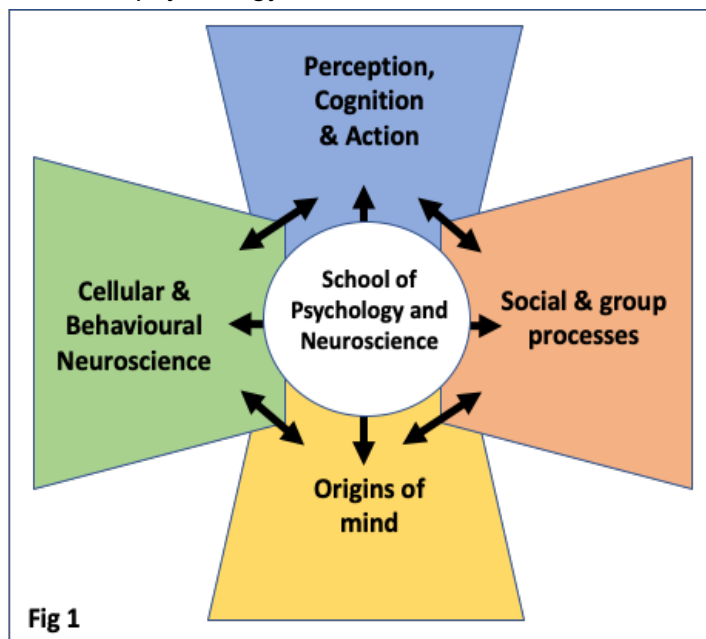 Perception,
Cognition
& Action
Cellular &
Behavioural
Neuroscience
School of
Psychology and
Neuroscience
Social & group
processes
Origins of
mind
Fig 1